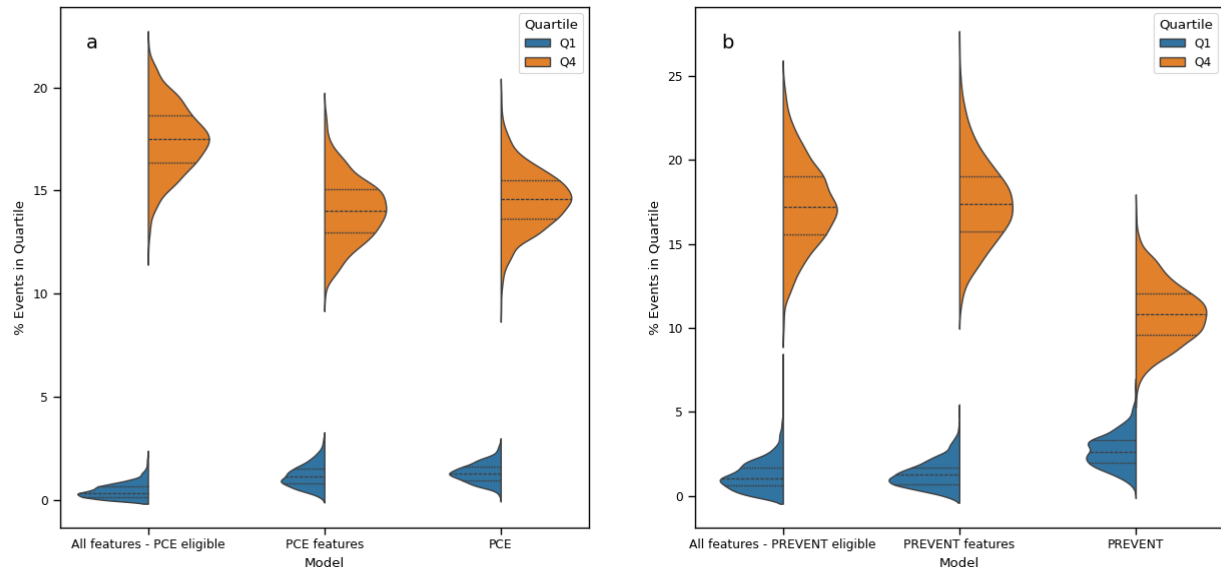 a
Quartile
Q1
Q4
20
15
10
5
0
% Events in Quartile
All features - PCE eligible
PCE features
PCE
Model
b
Quartile
Q1
Q4
25
20
15
10
5
0
% Events in Quartile
All features - PREVENT eligible
PREVENT features
PREVENT
Model